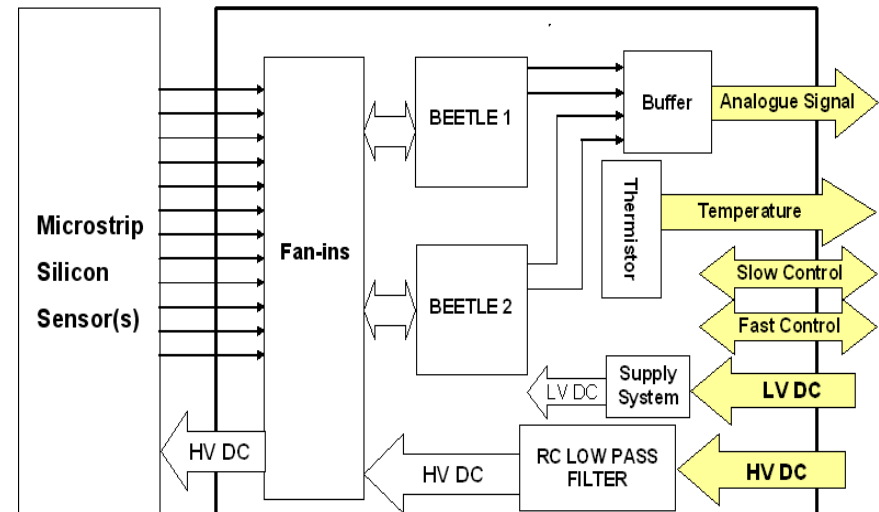 Microstrip
Silicon
Sensor(s)
Fan-ins
BEETLE 1
BEETLE 2
Buffer
Analogue Signal
Thermistor
Temperature
Slow Control
Fast Control
LV DC
Supply
System
LV DC
HV DC
HV DC
RC LOW PASS
FILTER
HV DC